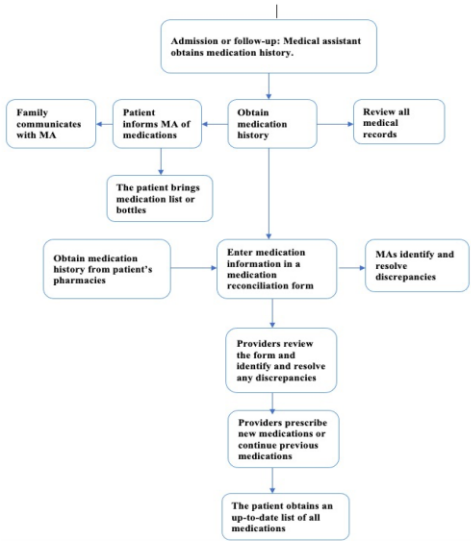 Admission or follow-up: Medical assistant
obtains medication history.
Family
communicates
with MA
Patient
informs MA of
medications
Obtain
medication
history
Review all
medical
records
The patient brings
medication list or
bottles
Obtain medication
history from patient's
pharmacies
Enter medication
information in a
medication
reconciliation form
MAs identify and
resolve
discrepancies
Providers review
the form and
identify and resolve
any discrepancies
Providers prescribe
new medications or
continue previous
medications
The patient obtains an
up-to-date list of all
medications